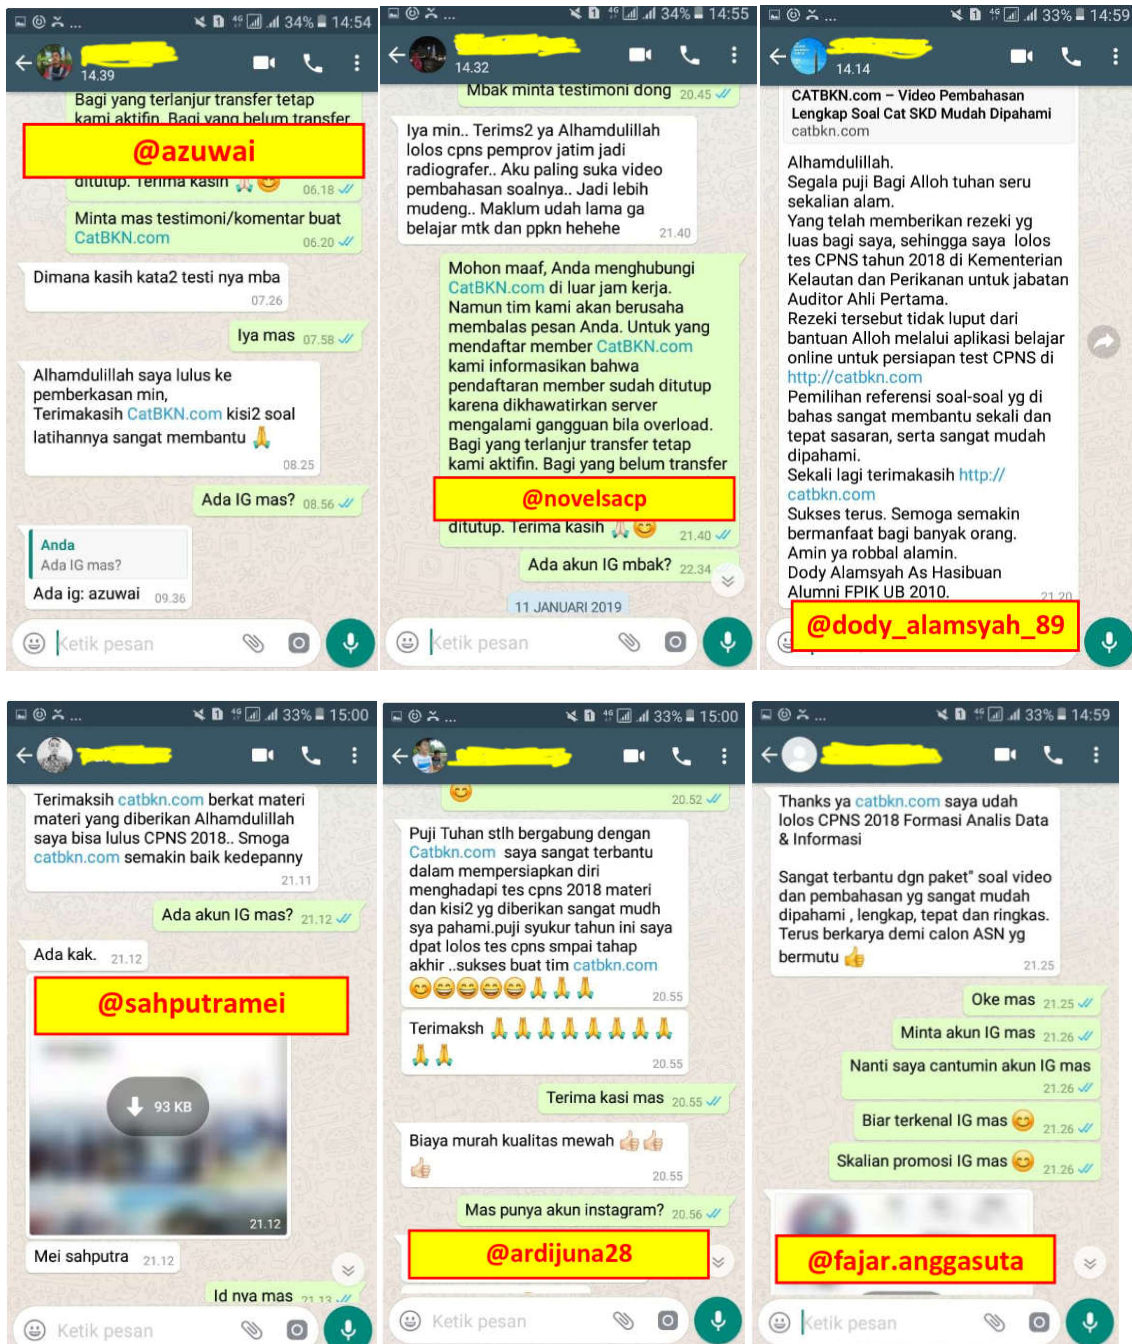 34% 14:54
14.39
Bagi yang terlanjur transfer tetap
kami aktifin. Bagi yang belum transfer
@azuwai
ditutup. Terima kasih 🙏😊 06.18
Minta mas testimoni/komentar buat
CatBKN.com 06.20
Dimana kasih kata2 testi nya mba
07.26
Iya mas 07.58
Alhamdulillah saya lulus ke
pemberkasan min,
Terimakasih CatBKN.com kisi2 soal
latihannya sangat membantu 🙏
08.25
Ada IG mas? 08.56
Anda
Ada IG mas?
Ada ig: azuwai 09.36
Ketik pesan
34% 14:55
14.32
Mbak minta testimoni dong 20.45
Iya min.. Terims2 ya Alhamdulillah
lolos cpns pemprov jatim jadi
radiografer.. Aku paling suka video
pembahasan soalnya.. Jadi lebih
mudeng.. Maklum udah lama ga
belajar mtk dan ppkn hehehe 21.40
Mohon maaf, Anda menghubungi
CatBKN.com di luar jam kerja.
Namun tim kami akan berusaha
membalas pesan Anda. Untuk yang
mendaftar member CatBKN.com
kami informasikan bahwa
pendaftaran member sudah ditutup
karena dikhawatirkan server
mengalami gangguan bila overload.
Bagi yang terlanjur transfer tetap
kami aktifin. Bagi yang belum transfer
@novelsacp
ditutup. Terima kasih 🙏😊 21.40
Ada akun IG mbak? 22.34
11 JANUARI 2019
Ketik pesan
33% 14:59
14.14
CATBKN.com – Video Pembahasan
Lengkap Soal Cat SKD Mudah Dipahami
catbkn.com
Alhamdulillah.
Segala puji Bagi Alloh tuhan seru
sekalian alam.
Yang telah memberikan rezeki yg
luas bagi saya, sehingga saya lolos
tes CPNS tahun 2018 di Kementerian
Kelautan dan Perikanan untuk jabatan
Auditor Ahli Pertama.
Rezeki tersebut tidak luput dari
bantuan Alloh melalui aplikasi belajar
online untuk persiapan test CPNS di
http://catbkn.com
Pemilihan referensi soal-soal yg di
bahas sangat membantu sekali dan
tepat sasaran, serta sangat mudah
dipahami.
Sekali lagi terimakasih http://
catbkn.com
Sukses terus. Semoga semakin
bermanfaat bagi banyak orang.
Amin ya robbal alamin.
Dody Alamsyah As Hasibuan
Alumni FPIK UB 2010. 21.20
@dody_alamsyah_89
33% 15:00
Terimaksih catbkn.com berkat materi
materi yang diberikan Alhamdulillah
saya bisa lulus CPNS 2018.. Smoga
catbkn.com semakin baik kedepanny
21.11
Ada akun IG mas? 21.12
Ada kak. 21.12
@sahputramei
93 KB
21.12
Mei sahputra 21.12
Id nya mas 21.13
Ketik pesan
33% 15:00
20.52
Puji Tuhan stlh bergabung dengan
Catbkn.com saya sangat terbantu
dalam mempersiapkan diri
menghadapi tes cpns 2018 materi
dan kisi2 yg diberikan sangat mudh
sya pahami.puji syukur tahun ini saya
dpat lolos tes cpns smpai tahap
akhir ..sukses buat tim catbkn.com
😊😄😄😄😄🙏🙏🙏 20.55
Terimaksh 🙏🙏🙏🙏🙏🙏🙏🙏
🙏🙏 20.55
Terima kasi mas 20.55
Biaya murah kualitas mewah 👍👍
👍 20.55
Mas punya akun instagram? 20.56
@ardijuna28
Ketik pesan
33% 14:59
Thanks ya catbkn.com saya udah
lolos CPNS 2018 Formasi Analis Data
& Informasi
Sangat terbantu dgn paket" soal video
dan pembahasan yg sangat mudah
dipahami , lengkap, tepat dan ringkas.
Terus berkarya demi calon ASN yg
bermutu 👍 21.25
Oke mas 21.25
Minta akun IG mas 21.26
Nanti saya cantumin akun IG mas
21.26
Biar terkenal IG mas 😊 21.26
Skalian promosi IG mas 😊 21.26
@fajar.anggasuta
Ketik pesan